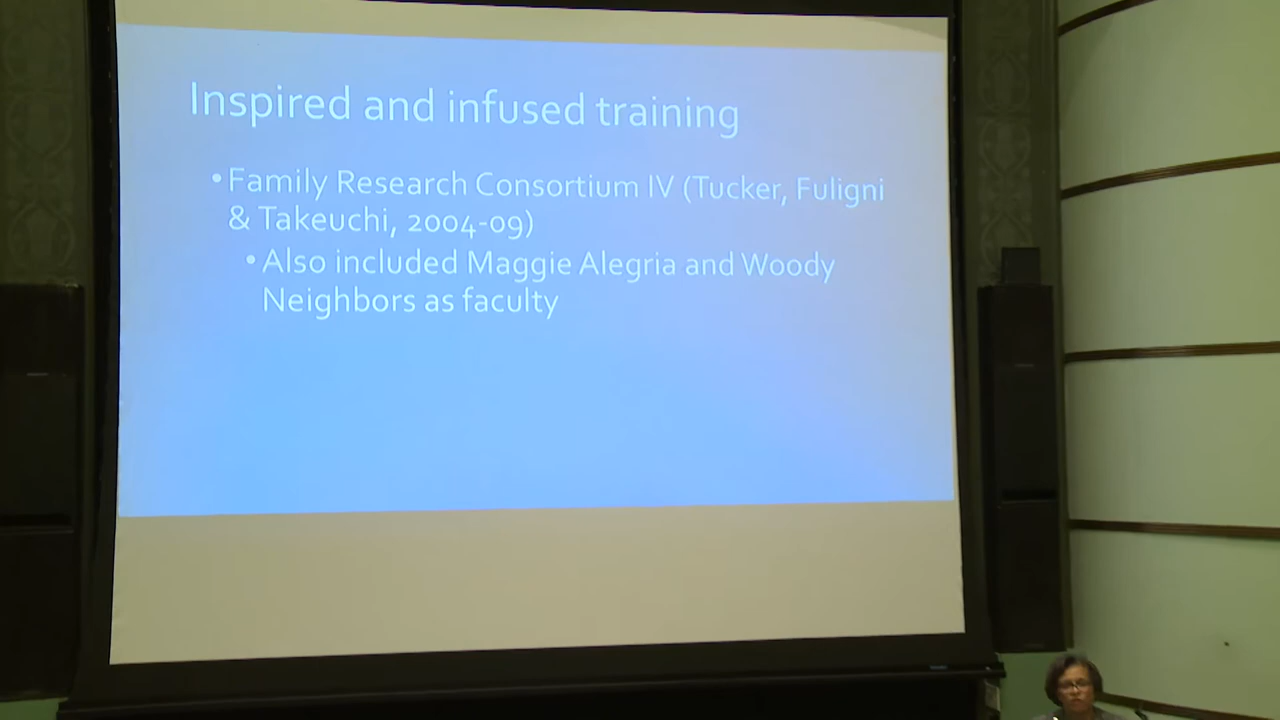 Inspired and infused training
• Family Research Consortium IV (Tucker, Fuligni
& Takeuchi, 2004-09)
• Also included Maggie Alegria and Woody
Neighbors as faculty